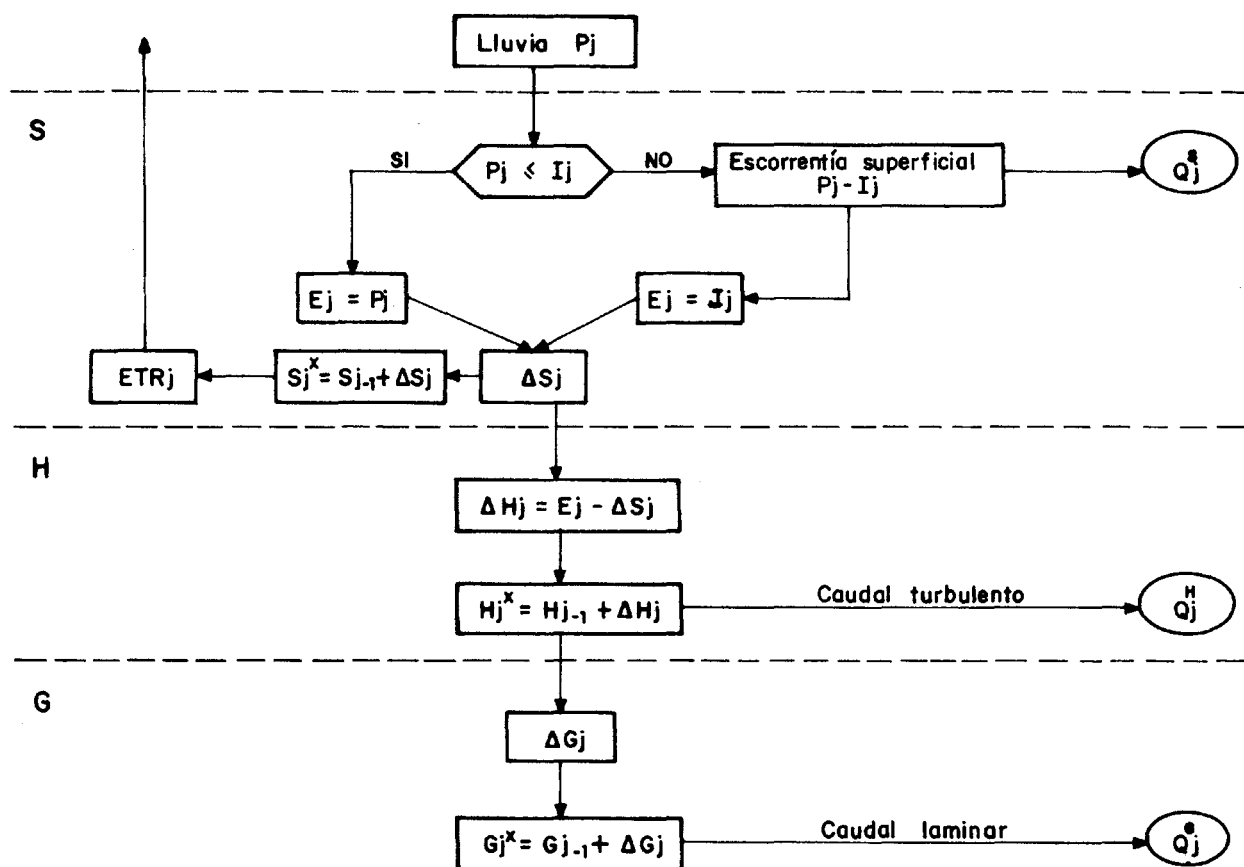 Lluvia Pj
S
SI
Pj ≤ Ij
NO
Escorrentía superficial
Pj - Ij
Ej = Pj
Ej = Ij
ETRj
Sj^x = Sj-1 + ΔSj
ΔSj
H
ΔHj = Ej - ΔSj
Hj^x = Hj-1 + ΔHj
Caudal turbulento
Qj^H
G
ΔGj
Gj^x = Gj-1 + ΔGj
Caudal laminar